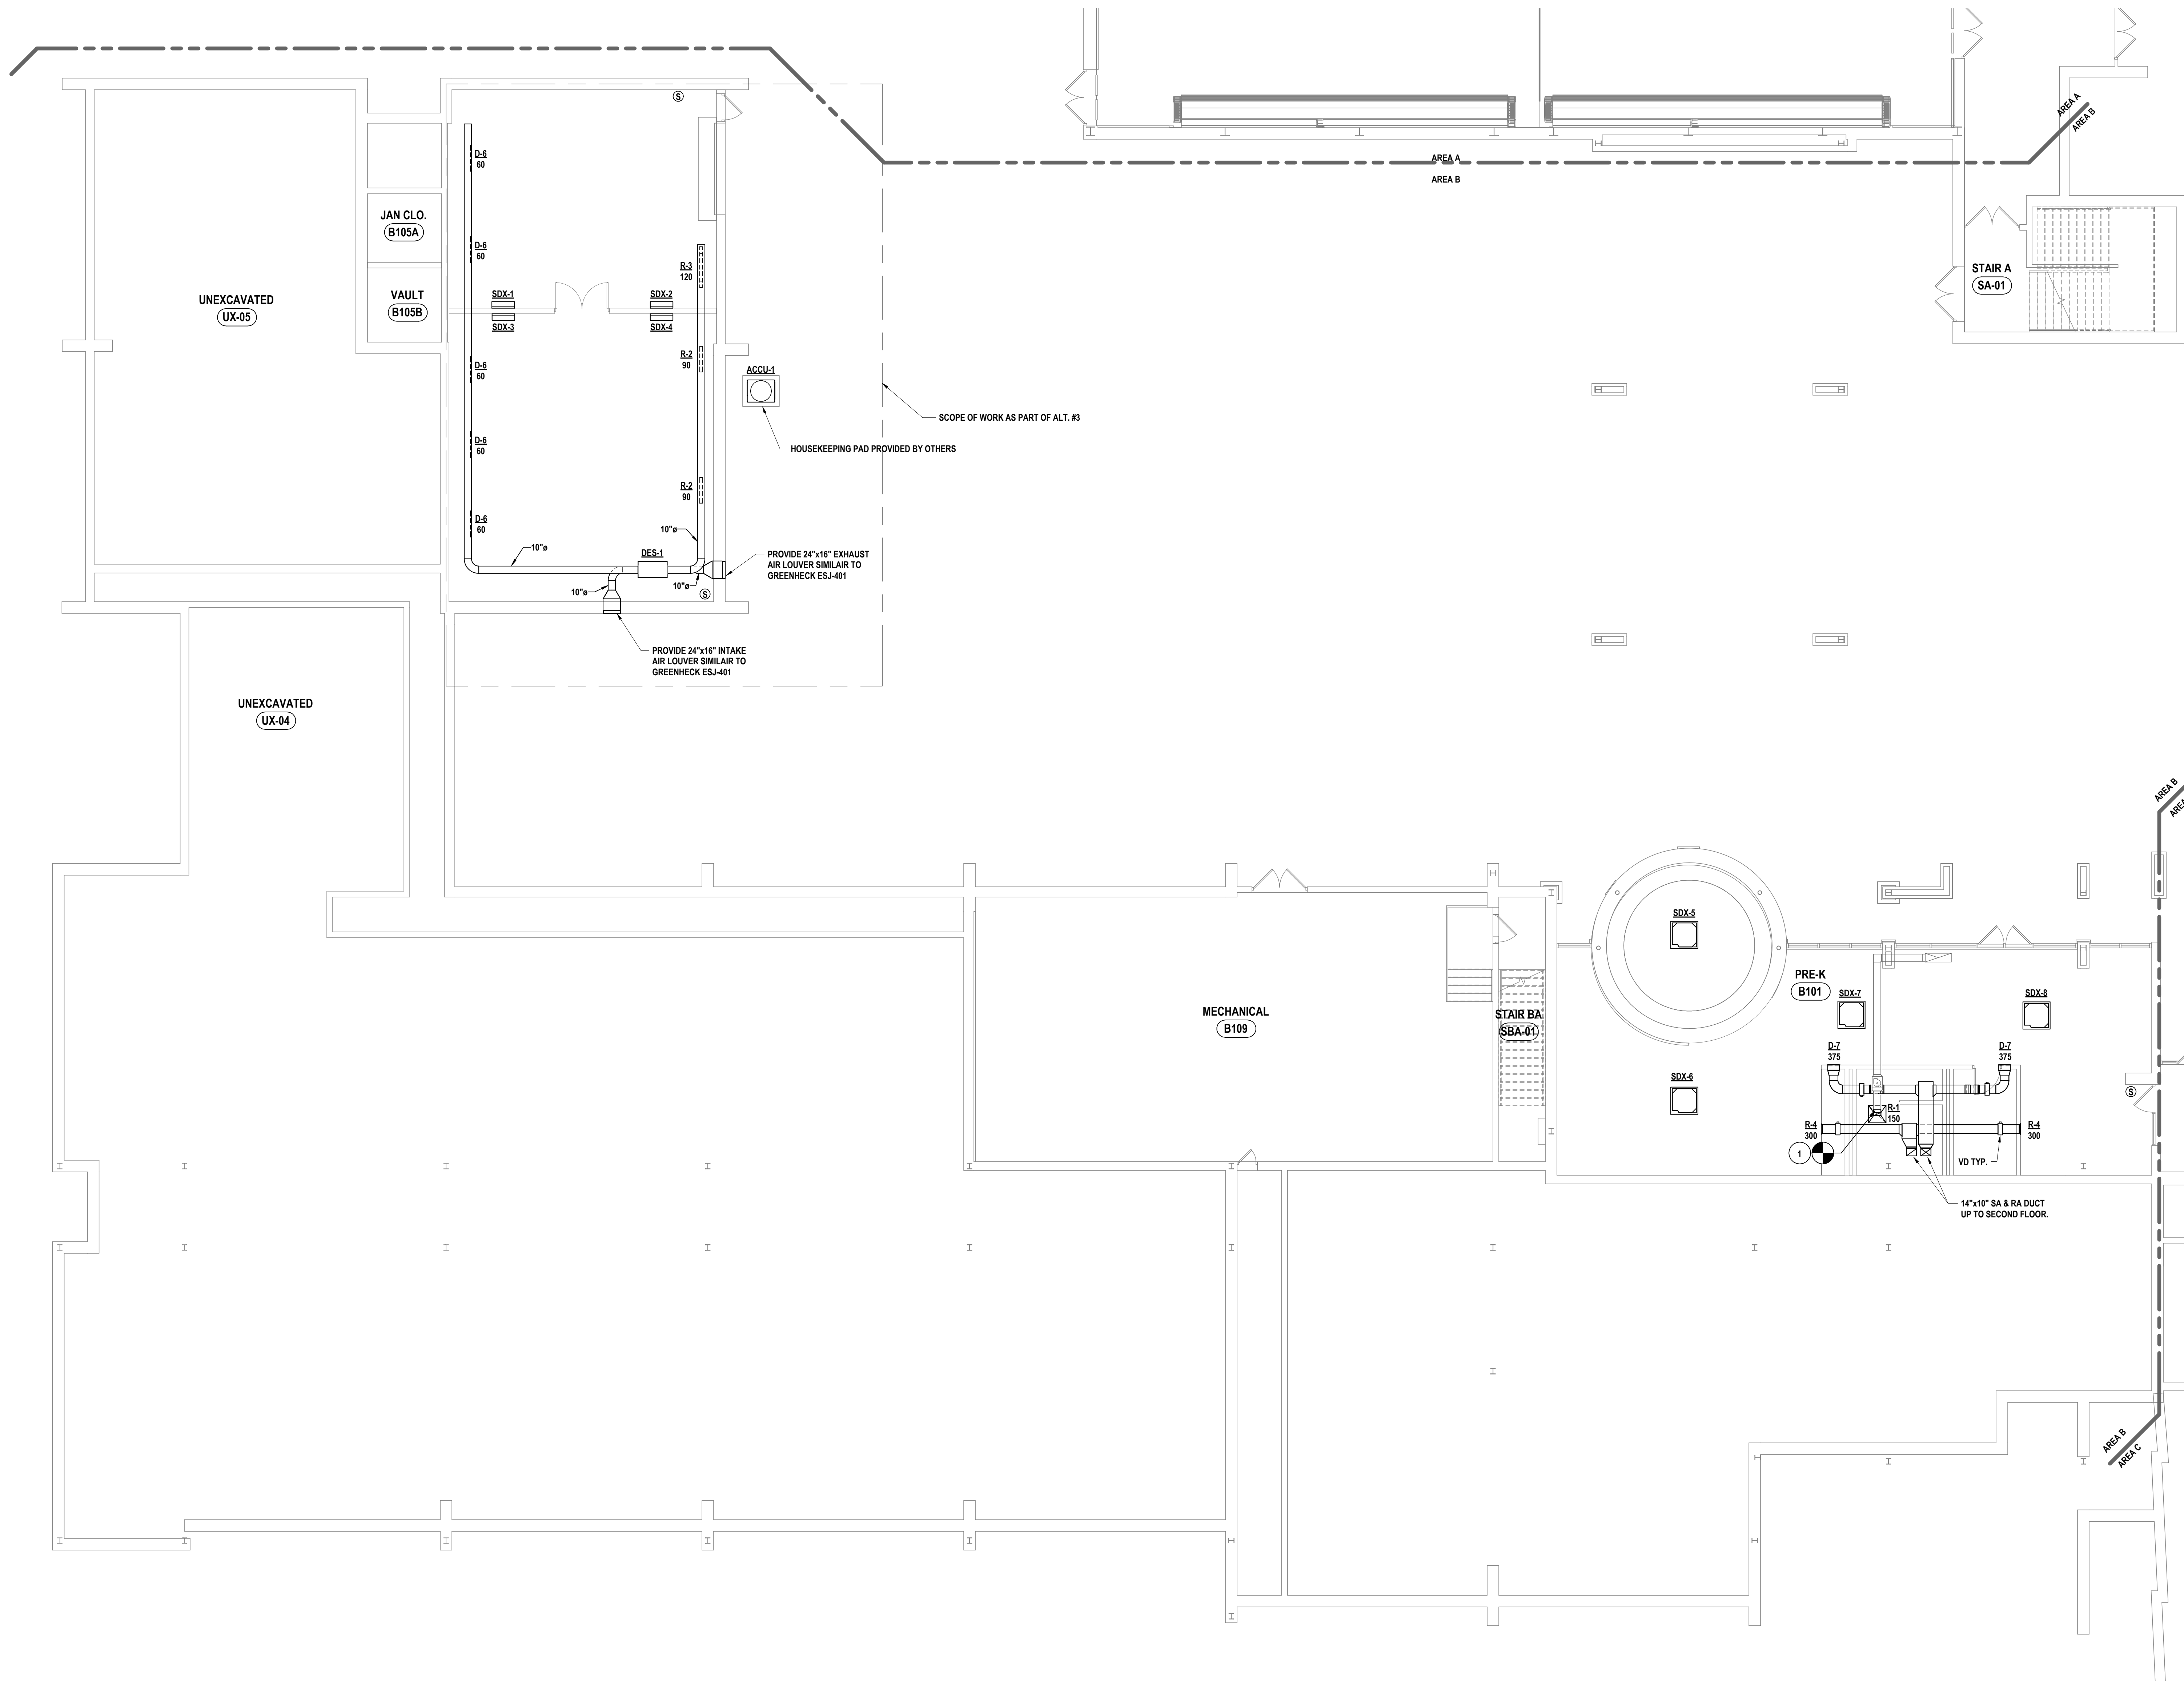 AREA A
AREA B
AREA A
AREA B
S
D-6
60
JAN CLO.
B105A
D-6
60
R-3
120
STAIR A
SA-01
UNEXCAVATED
UX-05
VAULT
B105B
SDX-1
SDX-2
SDX-3
SDX-4
D-6
60
R-2
90
ACCU-1
SCOPE OF WORK AS PART OF ALT. #3
HOUSEKEEPING PAD PROVIDED BY OTHERS
D-6
60
R-2
90
D-6
60
10"ø
10"ø
DES-1
PROVIDE 24"x16" EXHAUST
AIR LOUVER SIMILAIR TO
GREENHECK ESJ-401
10"ø
10"ø
S
PROVIDE 24"x16" INTAKE
AIR LOUVER SIMILAIR TO
GREENHECK ESJ-401
UNEXCAVATED
UX-04
AREA B
SDX-5
PRE-K
B101
SDX-7
SDX-8
MECHANICAL
B109
STAIR BA
SBA-01
D-7
375
D-7
375
SDX-6
S
R-1
150
R-4
300
R-4
300
1
VD TYP.
14"x10" SA & RA DUCT
UP TO SECOND FLOOR.
AREA B
AREA C